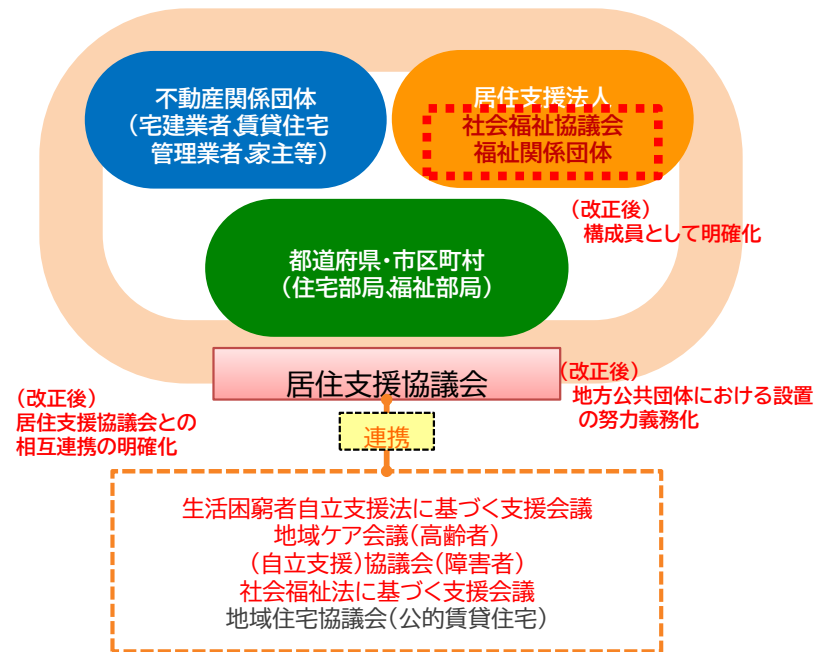 不動産関係団体
（宅建業者、賃貸住宅
管理業者、家主等）
居住支援法人
社会福祉協議会
福祉関係団体
（改正後）
構成員として明確化
都道府県・市区町村
（住宅部局、福祉部局）
居住支援協議会
（改正後）
地方公共団体における設置
の努力義務化
（改正後）
居住支援協議会との
相互連携の明確化
連携
生活困窮者自立支援法に基づく支援会議
地域ケア会議（高齢者）
（自立支援）協議会（障害者）
社会福祉法に基づく支援会議
地域住宅協議会（公的賃貸住宅）